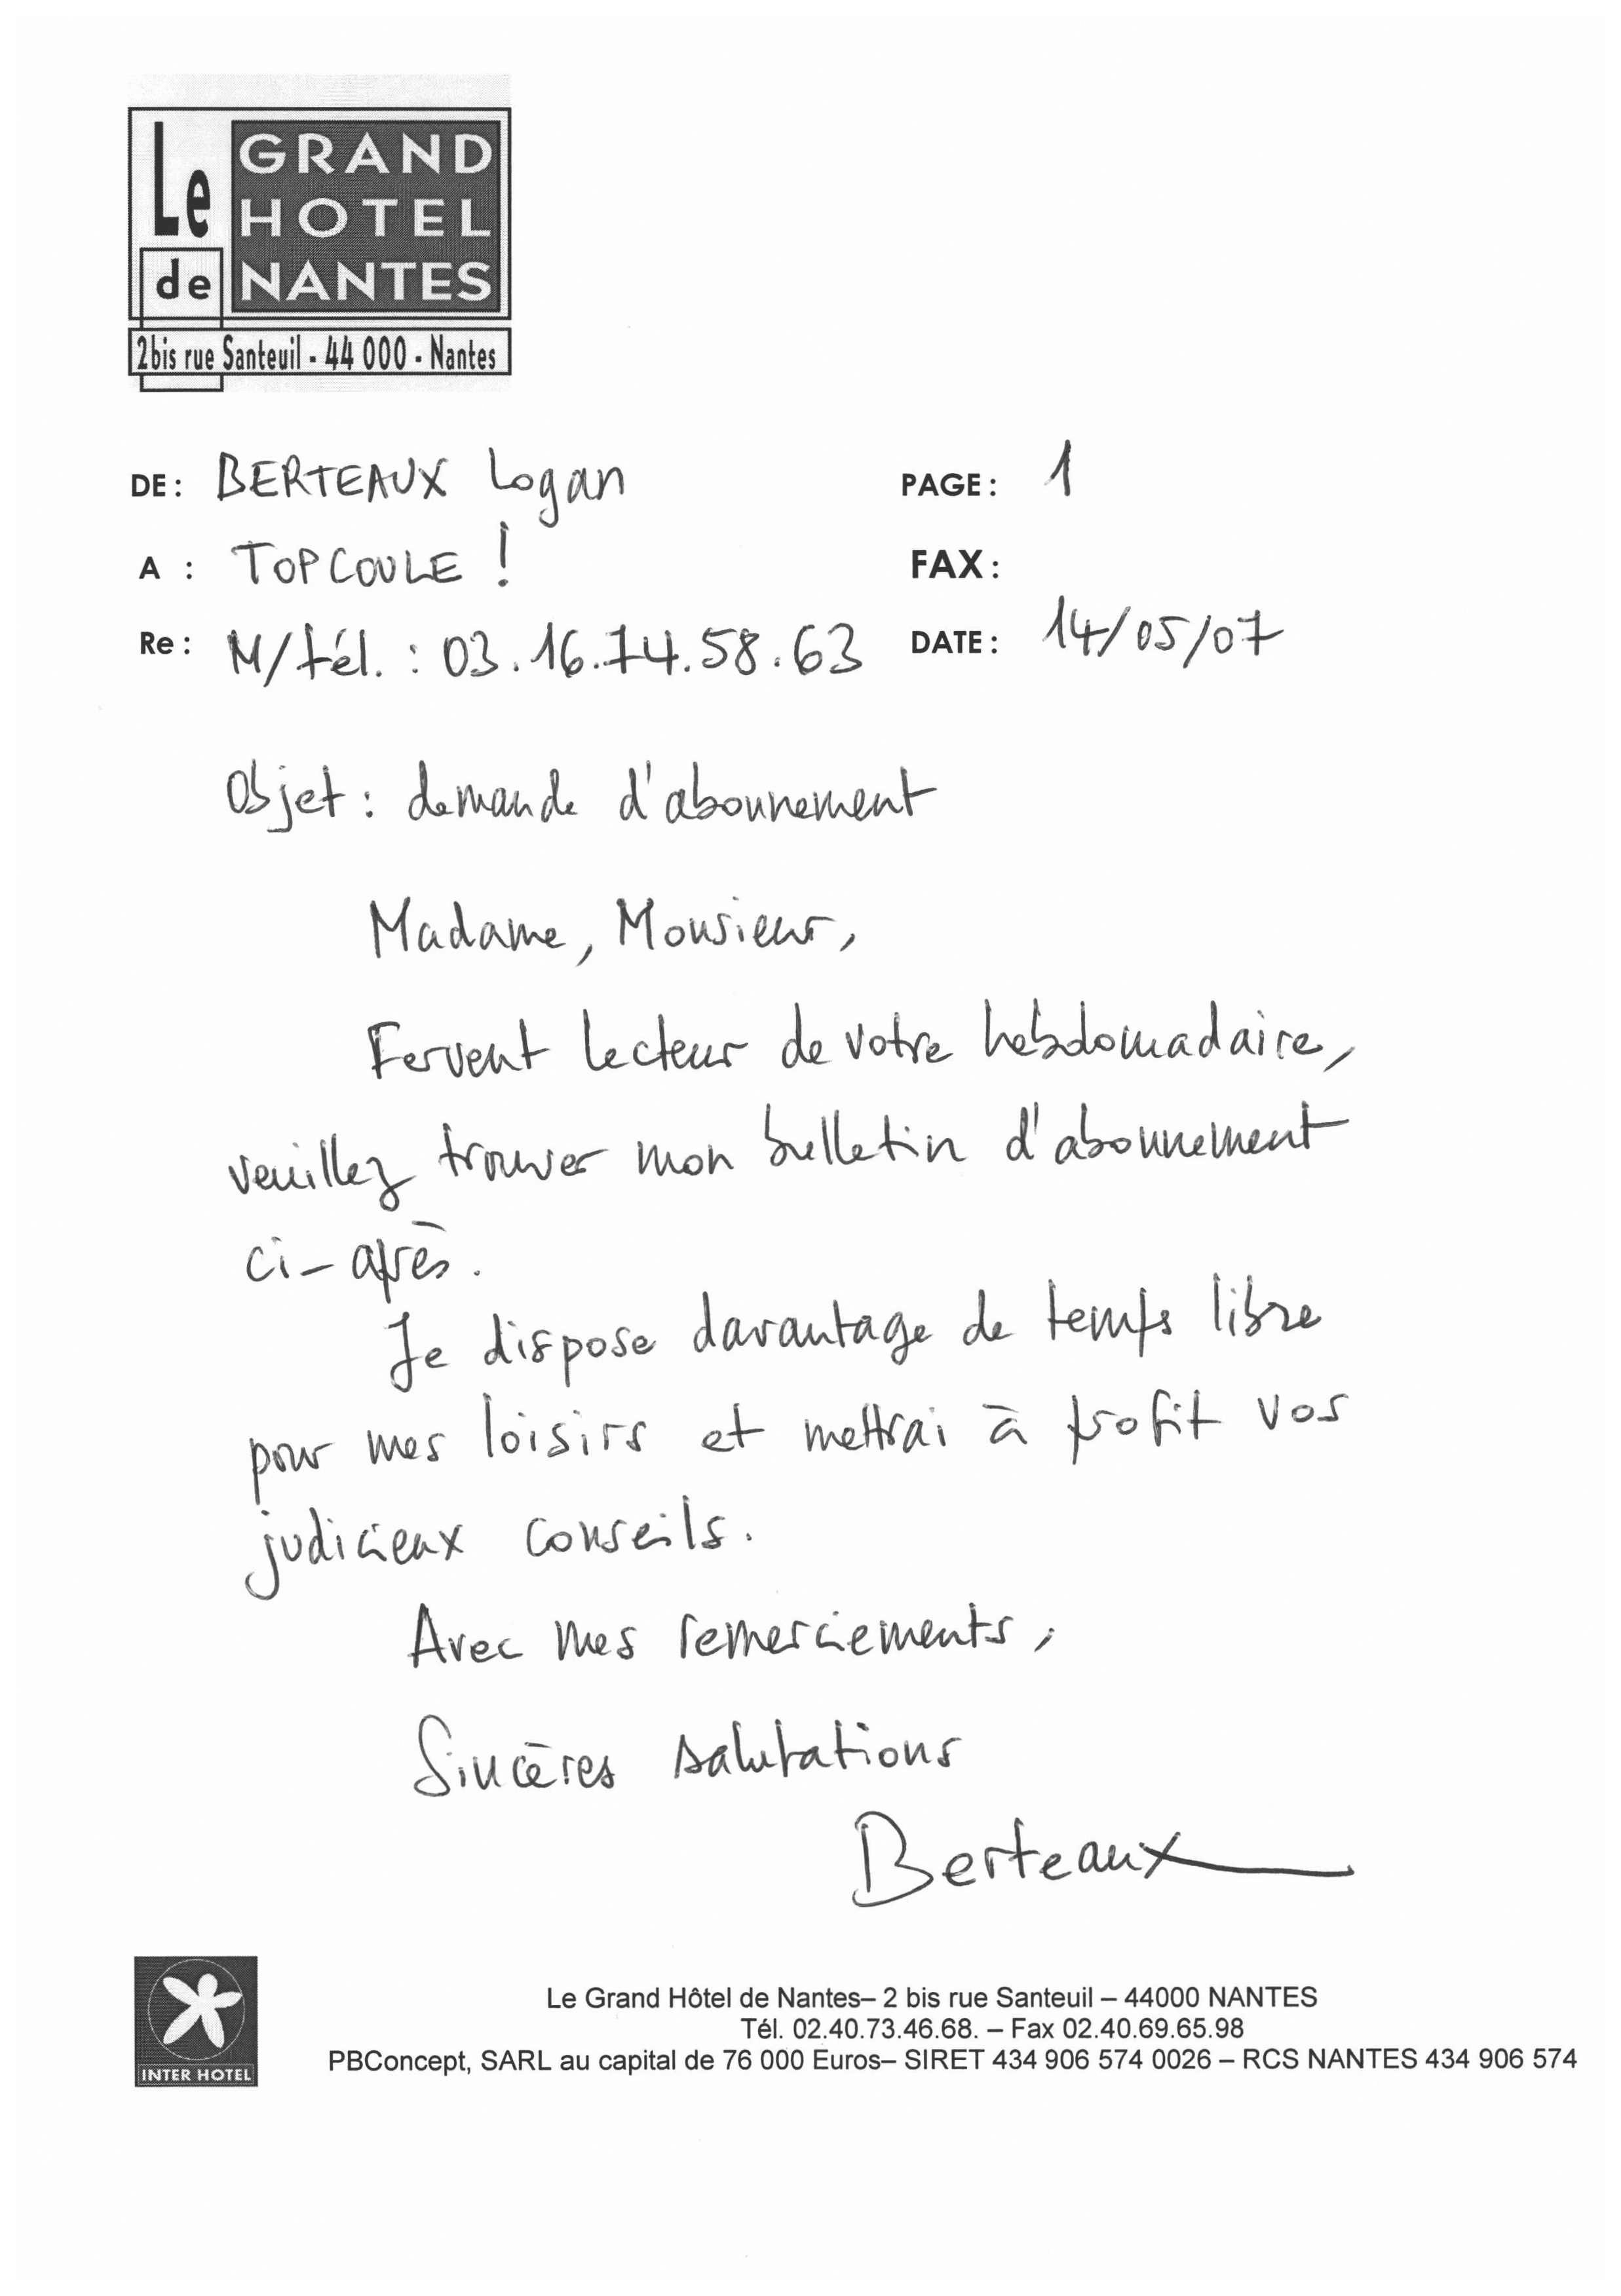 Le GRAND
HOTEL
de NANTES
2bis rue Santeuil - 44 000 - Nantes
DE : BERTEAUX Logan PAGE : 1
A : TOPCOULE ! FAX :
Re : M/tél. : 03.16.74.58.63 DATE : 14/05/07
Objet : demande d'abonnement
Madame, Monsieur,
Fervent lecteur de votre hebdomadaire,
veuillez trouver mon bulletin d'abonnement
ci-après.
Je dispose davantage de temps libre
pour mes loisirs et mettrai à profit vos
judicieux conseils.
Avec mes remerciements,
Sincères salutations
Berteaux
INTER HOTEL
Le Grand Hôtel de Nantes– 2 bis rue Santeuil – 44000 NANTES
Tél. 02.40.73.46.68. – Fax 02.40.69.65.98
PBConcept, SARL au capital de 76 000 Euros– SIRET 434 906 574 0026 – RCS NANTES 434 906 574